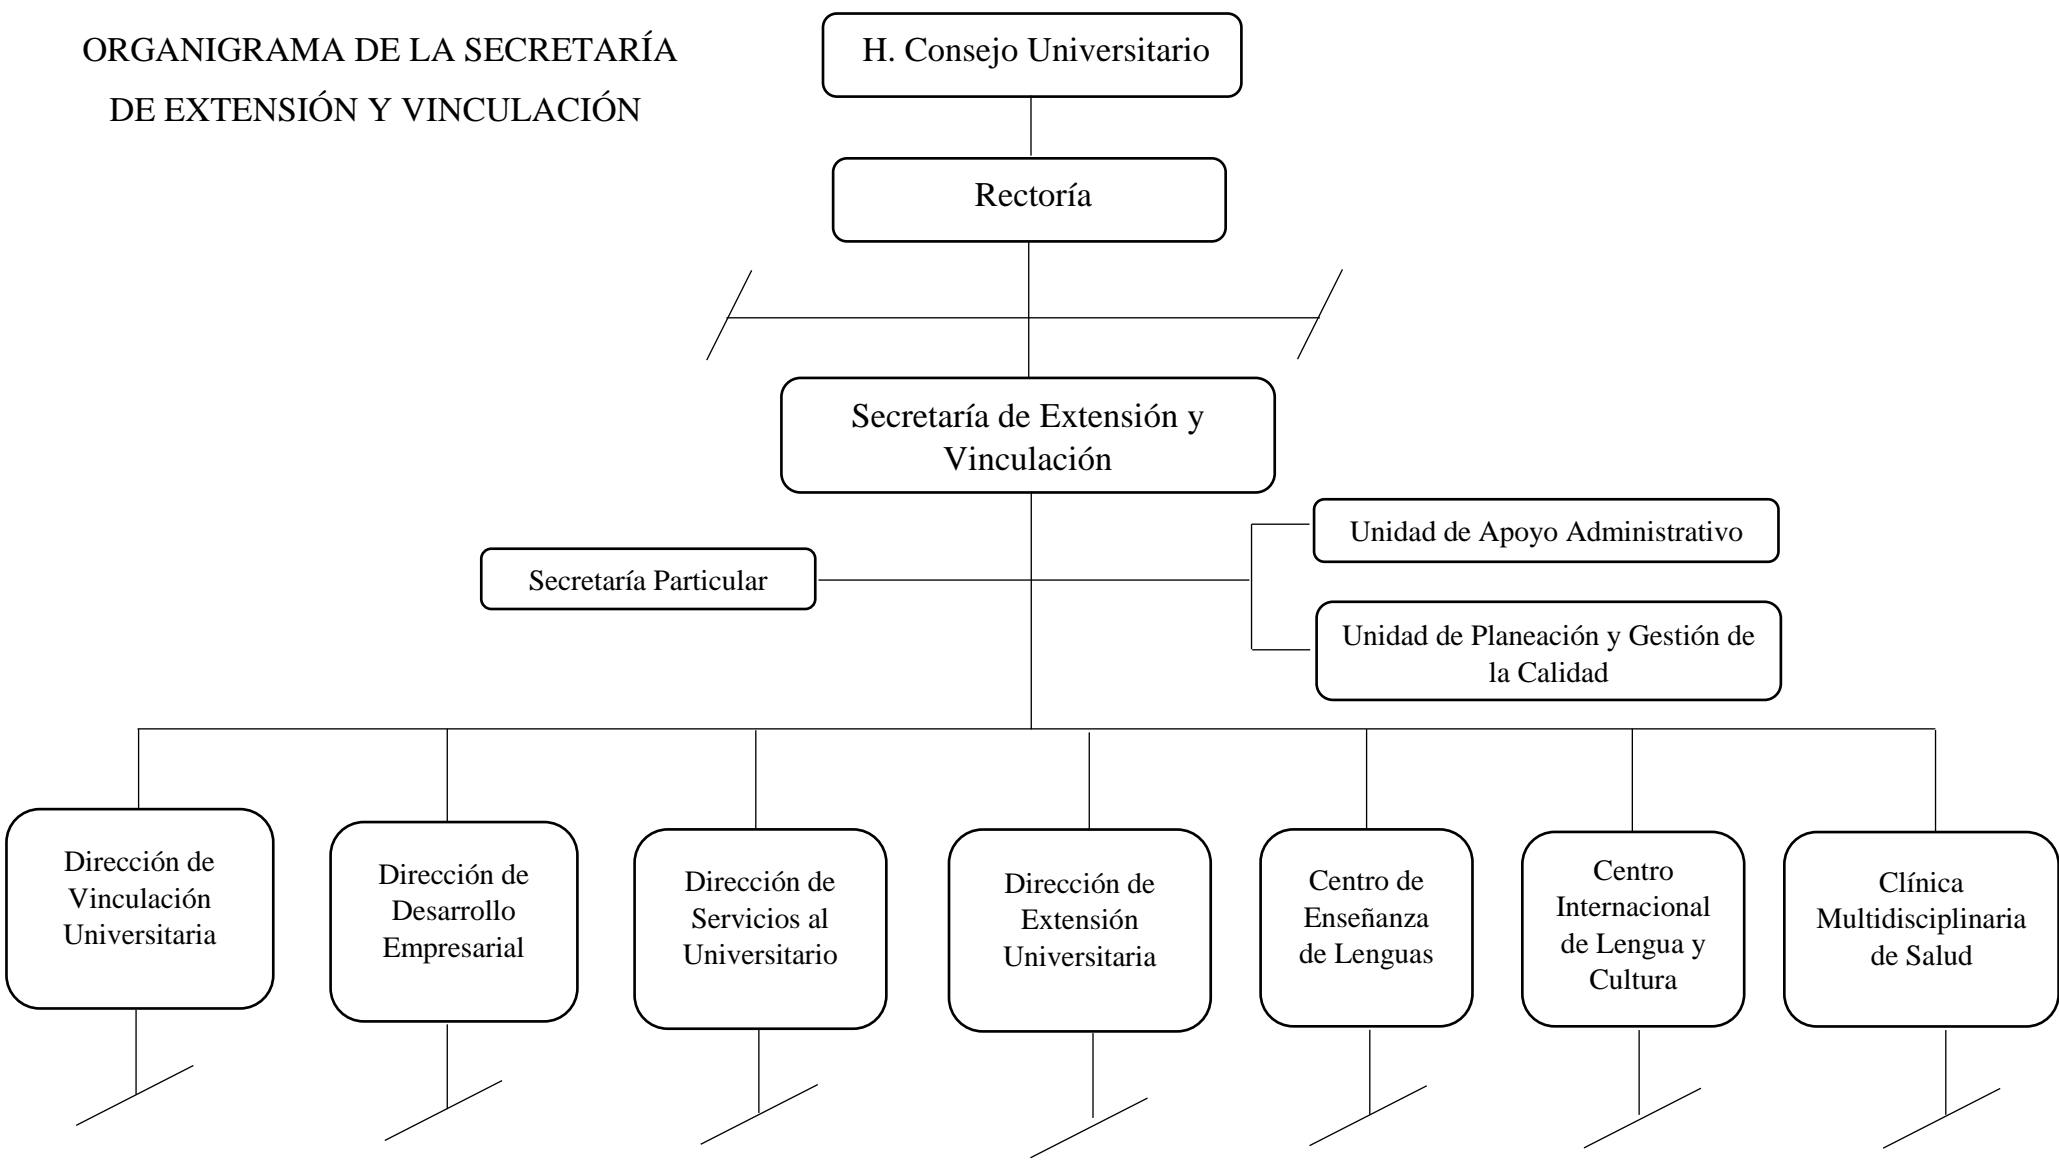 ORGANIGRAMA DE LA SECRETARÍA
DE EXTENSIÓN Y VINCULACIÓN
H. Consejo Universitario
Rectoría
Secretaría de Extensión y
Vinculación
Secretaría Particular
Unidad de Apoyo Administrativo
Unidad de Planeación y Gestión de
la Calidad
Dirección de
Vinculación
Universitaria
Dirección de
Desarrollo
Empresarial
Dirección de
Servicios al
Universitario
Dirección de
Extensión
Universitaria
Centro de
Enseñanza
de Lenguas
Centro
Internacional
de Lengua y
Cultura
Clínica
Multidisciplinaria
de Salud